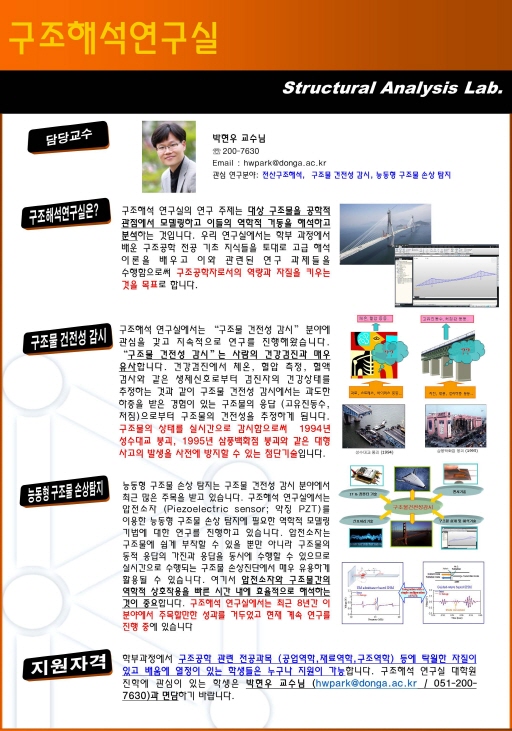 구조해석연구실
Structural Analysis Lab.
담당교수
박현우 교수님
☏ 200-7630
Email : hwpark@donga.ac.kr
관심 연구분야: 전산구조해석, 구조물 건전성 감시, 능동형 구조물 손상 탐지
구조해석연구실은?
구조해석 연구실의 연구 주제는 대상 구조물을 공학적
관점에서 모델링하고 이들의 역학적 거동을 해석하고
분석하는 것입니다. 우리 연구실에서는 학부 과정에서
배운 구조공학 전공 기초 지식들을 토대로 고급 해석
이론을 배우고 이와 관련된 연구 과제들을
수행함으로써 구조공학자로서의 역량과 자질을 키우는
것을 목표로 합니다.
구조물 건전성 감시
구조해석 연구실에서는 “구조물 건전성 감시” 분야에
관심을 갖고 지속적으로 연구를 진행해왔습니다.
“구조물 건전성 감시”는 사람의 건강검진과 매우
유사합니다. 건강검진에서 체온, 혈압 측정, 혈액
검사와 같은 생체신호로부터 검진자의 건강상태를
추정하는 것과 같이 구조물 건전성 감시에서는 과도한
하중을 받은 경험이 있는 구조물의 응답 (고유진동수,
처짐)으로부터 구조물의 건전성을 추정하게 됩니다.
구조물의 상태를 실시간으로 감시함으로써 1994년
성수대교 붕괴, 1995년 삼풍백화점 붕괴와 같은 대형
사고의 발생을 사전에 방지할 수 있는 첨단기술입니다.
성수대교 붕괴 (1994)
삼풍백화점 붕괴 (1995)
능동형 구조물 손상탐지
능동형 구조물 손상 탐지는 구조물 건전성 감시 분야에서
최근 많은 주목을 받고 있습니다. 구조해석 연구실에서는
압전소자 (Piezoelectric sensor; 약칭 PZT)를
이용한 능동형 구조물 손상 탐지에 필요한 역학적 모델링
기법에 대한 연구를 진행하고 있습니다. 압전소자는
구조물에 쉽게 부착할 수 있을 뿐만 아니라 구조물의
동적 응답의 가진과 응답을 동시에 수행할 수 있으므로
실시간으로 수행되는 구조물 손상진단에서 매우 유용하게
활용될 수 있습니다. 여기서 압전소자와 구조물간의
역학적 상호작용을 빠른 시간 내에 효율적으로 해석하는
것이 중요합니다. 구조해석 연구실에서는 최근 8년간 이
분야에서 주목할만한 성과를 거두었고 현재 계속 연구를
진행 중에 있습니다
구조물건전성감시
지원자격
학부과정에서 구조공학 관련 전공과목 (공업역학,재료역학,구조역학) 등에 탁월한 자질이
있고 배움에 열정이 있는 학생들은 누구나 지원이 가능합니다. 구조해석 연구실 대학원
진학에 관심이 있는 학생은 박현우 교수님 (hwpark@donga.ac.kr / 051-200-
7630)과 면담하기 바랍니다.